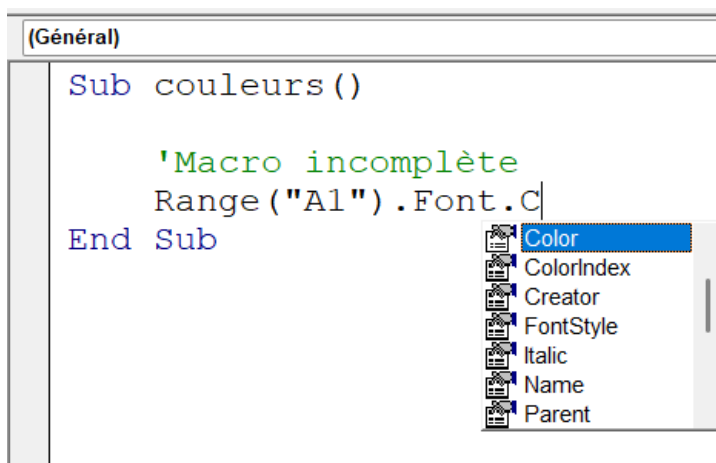 (Général)
Sub couleurs()
'Macro incomplète
Range("A1").Font.C
End Sub
Color
ColorIndex
Creator
FontStyle
Italic
Name
Parent